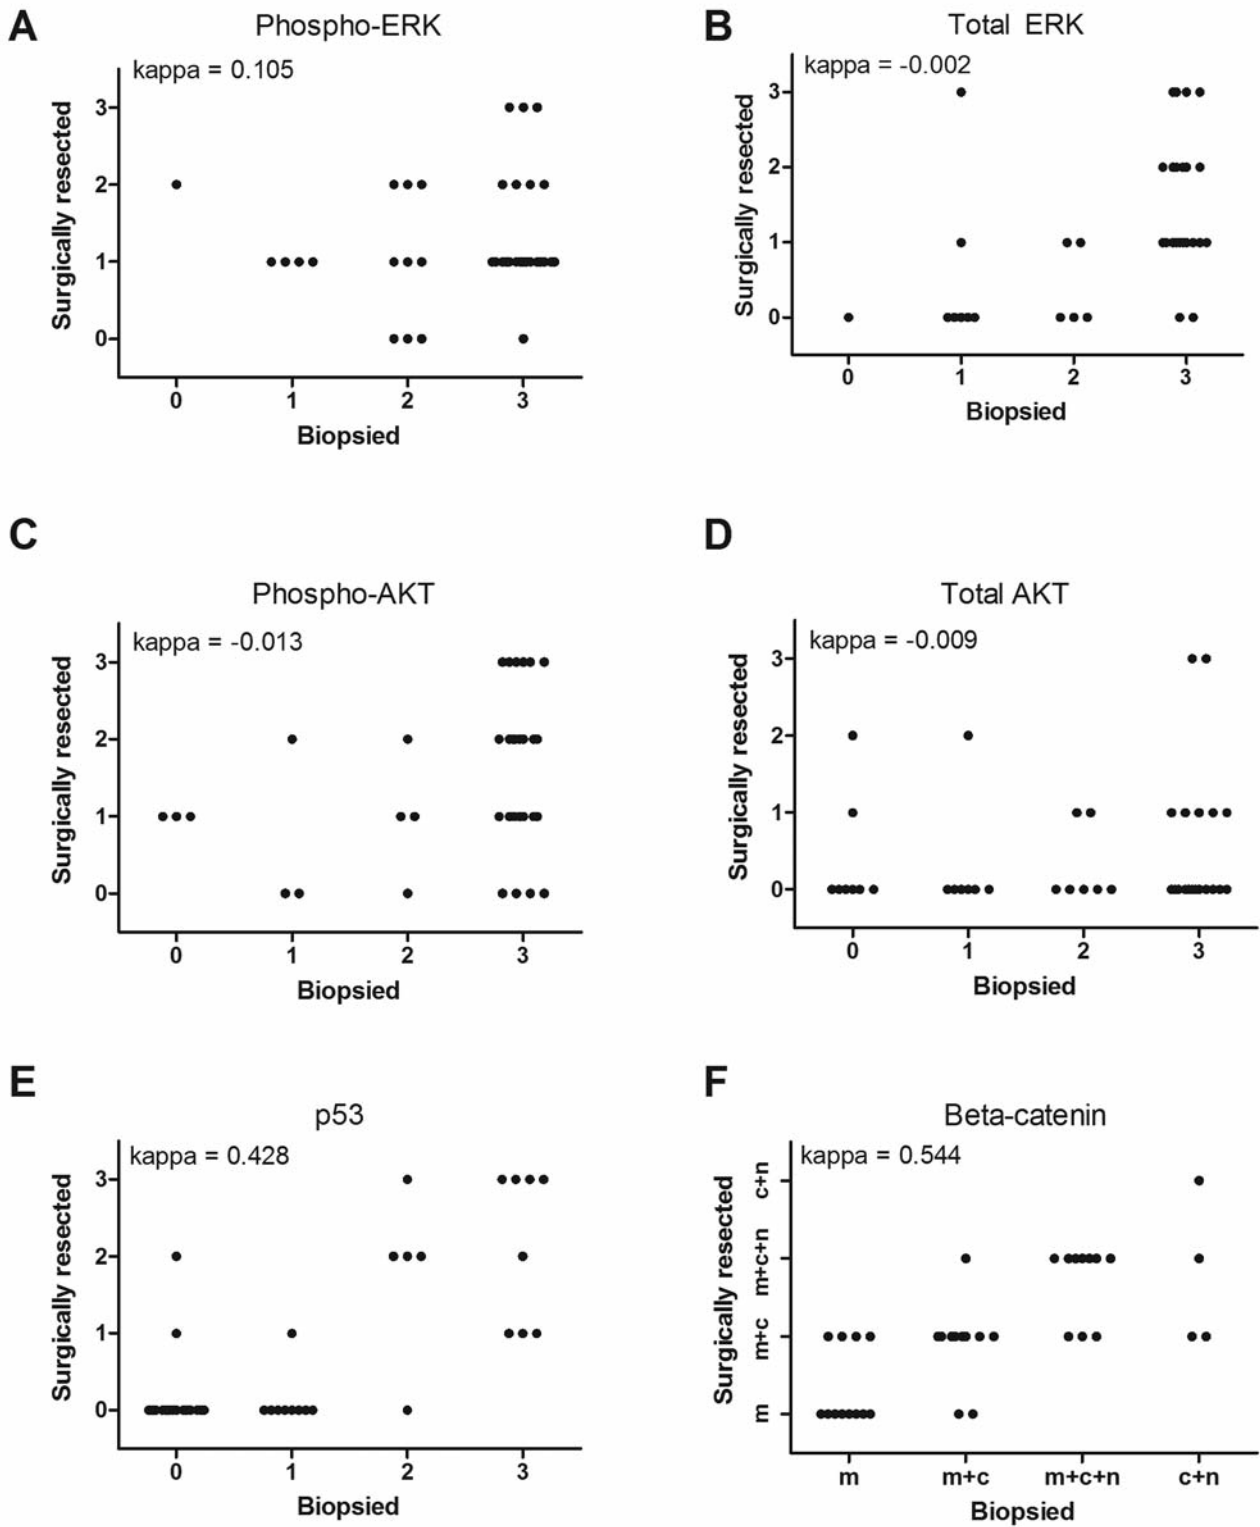 A
Phospho-ERK
kappa = 0.105
Surgically resected
3
2
1
0
0 1 2 3
Biopsied
B
Total ERK
kappa = -0.002
Surgically resected
3
2
1
0
0 1 2 3
Biopsied
C
Phospho-AKT
kappa = -0.013
Surgically resected
3
2
1
0
0 1 2 3
Biopsied
D
Total AKT
kappa = -0.009
Surgically resected
3
2
1
0
0 1 2 3
Biopsied
E
p53
kappa = 0.428
Surgically resected
3
2
1
0
0 1 2 3
Biopsied
F
Beta-catenin
kappa = 0.544
Surgically resected
c+n
m+c+n
m+c
m
m m+c m+c+n c+n
Biopsied